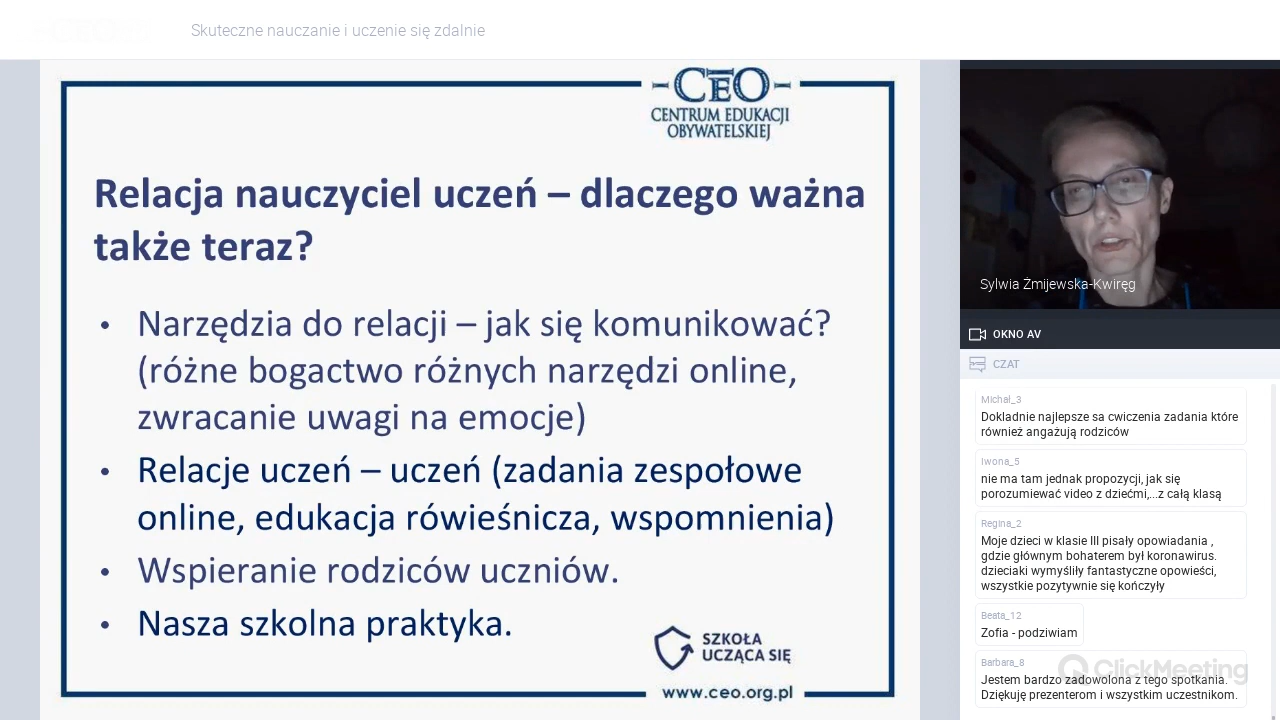 Skuteczne nauczanie i uczenie się zdalnie
CEO
CENTRUM EDUKACJI
OBYWATELSKIEJ
Relacja nauczyciel uczeń – dlaczego ważna
także teraz?
• Narzędzia do relacji – jak się komunikować?
(różne bogactwo różnych narzędzi online,
zwracanie uwagi na emocje)
• Relacje uczeń – uczeń (zadania zespołowe
online, edukacja rówieśnicza, wspomnienia)
• Wspieranie rodziców uczniów.
• Nasza szkolna praktyka.
SZKOŁA
UCZĄCA SIĘ
www.ceo.org.pl
Sylwia Żmijewska-Kwiręg
OKNO AV
CZAT
Michał_3
Dokladnie najlepsze sa cwiczenia zadania które
również angażują rodziców
Iwona_5
nie ma tam jednak propozycji, jak się
porozumiewać video z dziećmi,...z całą klasą
Regina_2
Moje dzieci w klasie III pisały opowiadania ,
gdzie głównym bohaterem był koronawirus.
dzieciaki wymyśliły fantastyczne opowieści,
wszystkie pozytywnie się kończyły
Beata_12
Zofia - podziwiam
Barbara_8
Jestem bardzo zadowolona z tego spotkania.
Dziękuję prezenterom i wszystkim uczestnikom.
ClickMeeting